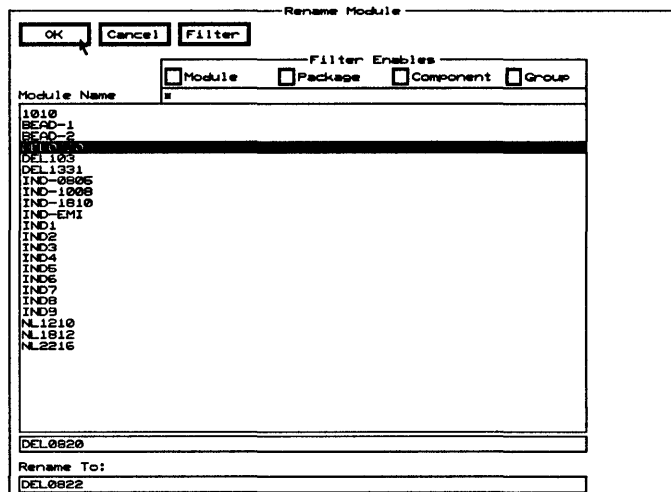 Rename Module
OK Cancel Filter
Filter Enables
Module Package Component Group
Module Name *
1010
BEAD-1
BEAD-2
DEL103
DEL1331
IND-0805
IND-1008
IND-1810
IND-EMI
IND1
IND2
IND3
IND4
IND5
IND6
IND7
IND8
IND9
NL1210
NL1812
NL2216
DEL0820
Rename To:
DEL0822